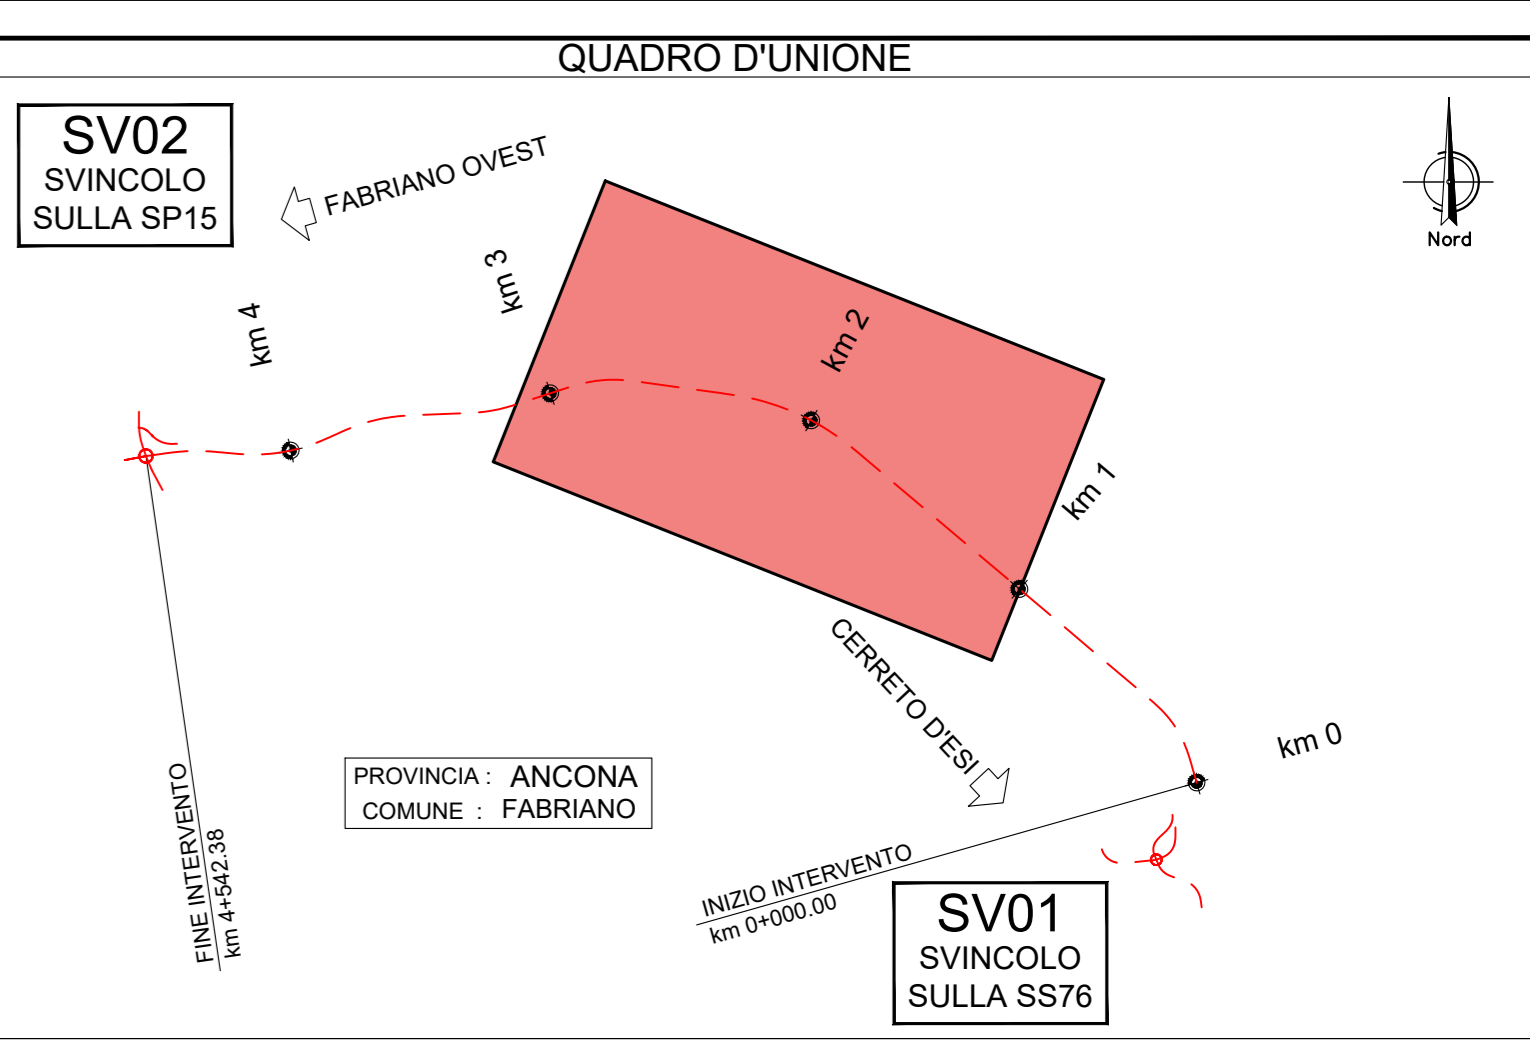 QUADRO D'UNIONE
SV02
SVINCOLO
SULLA SP15
FABRIANO OVEST
Nord
km 4
km 3
km 2
km 1
km 0
CERRETO D'ESI
PROVINCIA : ANCONA
COMUNE : FABRIANO
FINE INTERVENTO
km 4+542.38
INIZIO INTERVENTO
km 0+000.00
SV01
SVINCOLO
SULLA SS76